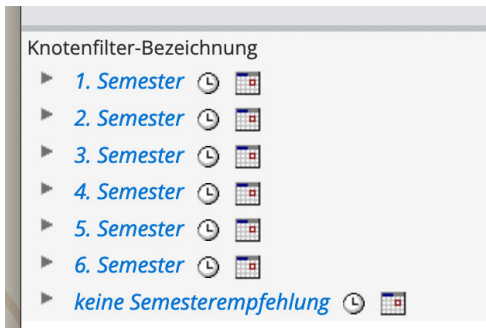 Knotenfilter-Bezeichnung
1. Semester
2. Semester
3. Semester
4. Semester
5. Semester
6. Semester
keine Semesterempfehlung